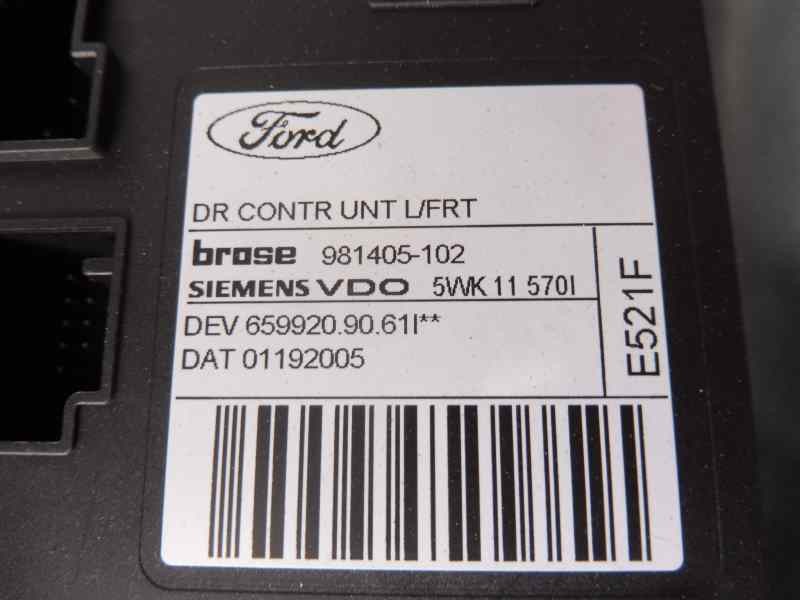 Ford
DR CONTR UNT L/FRT
brose 981405-102
SIEMENS VDO 5WK 11 570I
DEV 659920.90.61I**
DAT 01192005
E521F